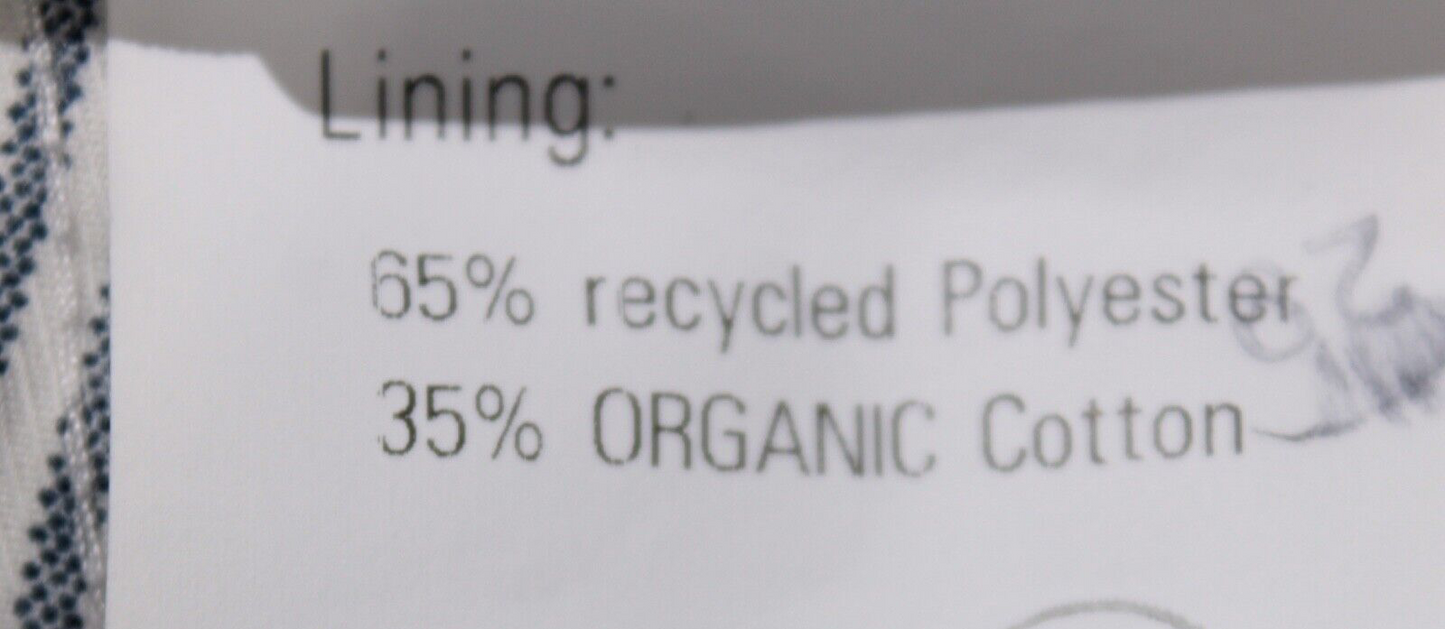 Lining:
65% recycled Polyester
35% ORGANIC Cotton